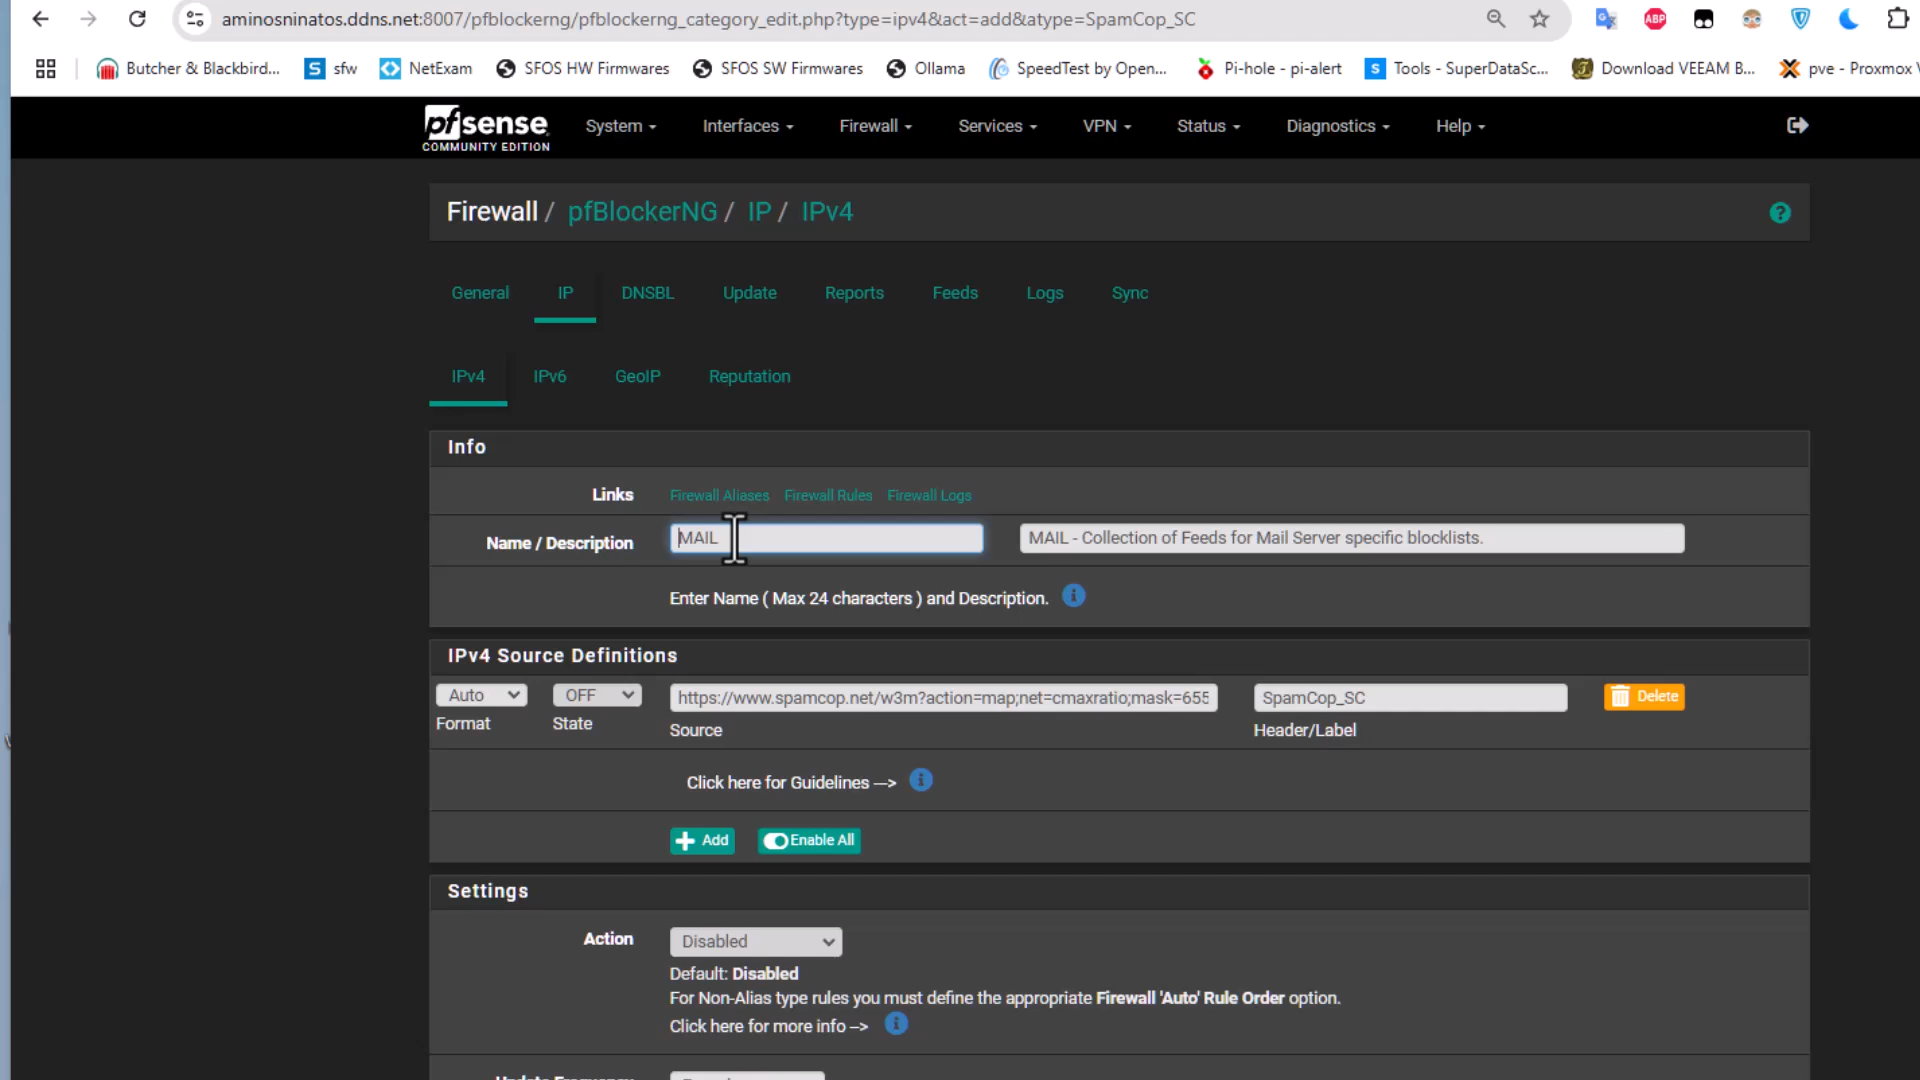 aminosninatos.ddns.net:8007/pfblockerng/pfblockerng_category_edit.php?type=ipv4&act=add&atype=SpamCop_SC
ABP
Butcher & Blackbird... S sfw NetExam SFOS HW Firmwares SFOS SW Firmwares Ollama SpeedTest by Open... Pi-hole - pi-alert S Tools - SuperDataSc... Download VEEAM B... pve - Proxmox
pfsense System Interfaces Firewall Services VPN Status Diagnostics Help
COMMUNITY EDITION
Firewall / pfBlockerNG / IP / IPv4 ?
General IP DNSBL Update Reports Feeds Logs Sync
IPv4 IPv6 GeoIP Reputation
Info
Links Firewall Aliases Firewall Rules Firewall Logs
Name / Description MAIL MAIL - Collection of Feeds for Mail Server specific blocklists.
Enter Name ( Max 24 characters ) and Description. i
IPv4 Source Definitions
Auto OFF https://www.spamcop.net/w3m?action=map;net=cmaxratio;mask=655 SpamCop_SC Delete
Format State Source Header/Label
Click here for Guidelines —> i
+ Add Enable All
Settings
Action Disabled
Default: Disabled
For Non-Alias type rules you must define the appropriate Firewall 'Auto' Rule Order option.
Click here for more info –> i